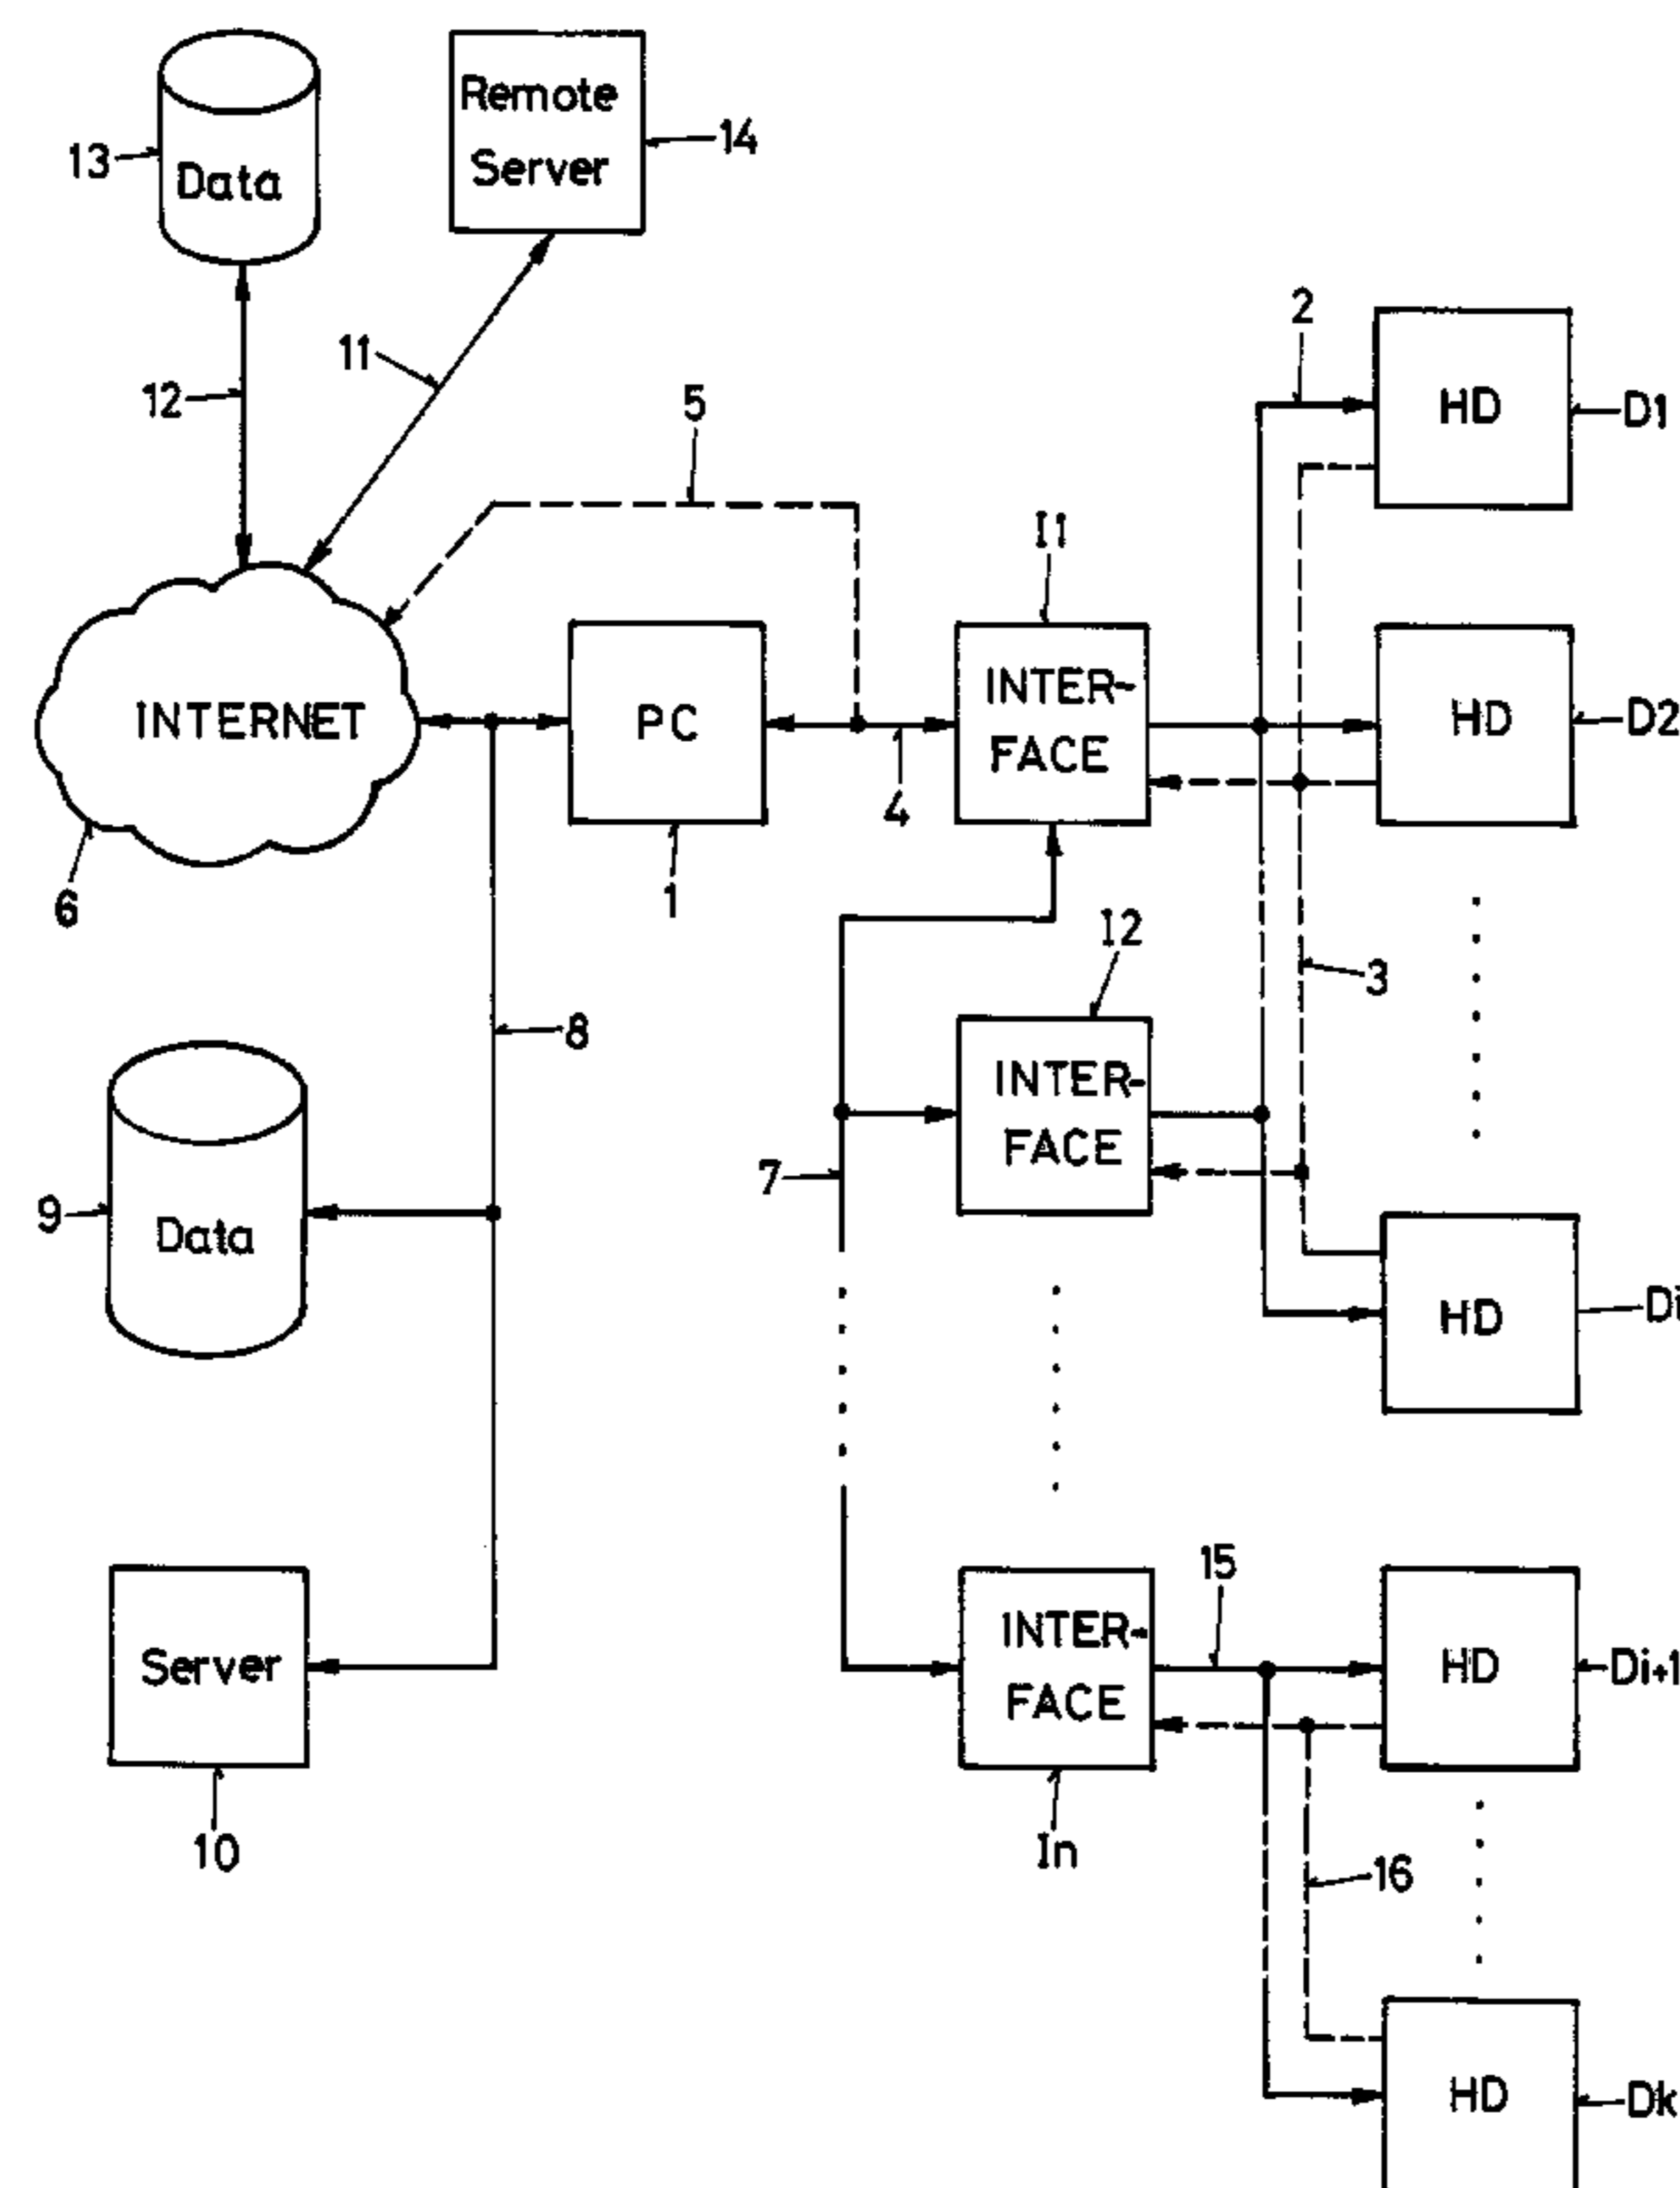 Remote
Server
14
13
Data
2
HD
D1
11
12
5
I1
INTER-
FACE
HD
D2
INTERNET
PC
4
6
1
I2
3
8
INTER-
FACE
7
9
Data
HD
Di
15
INTER-
FACE
HD
Di+1
Server
10
In
16
HD
Dk